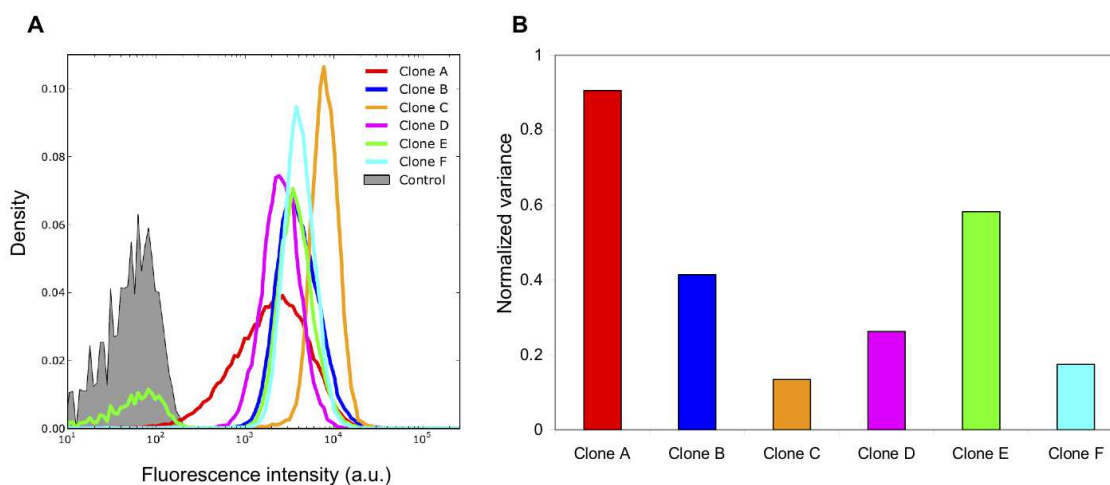 A
Clone A
Clone B
Clone C
Clone D
Clone E
Clone F
Control
0.10
0.08
0.06
0.04
0.02
0.00
Density
10¹ 10² 10³ 10⁴ 10⁵
Fluorescence intensity (a.u.)
B
1
0.8
0.6
0.4
0.2
0
Normalized variance
Clone A Clone B Clone C Clone D Clone E Clone F